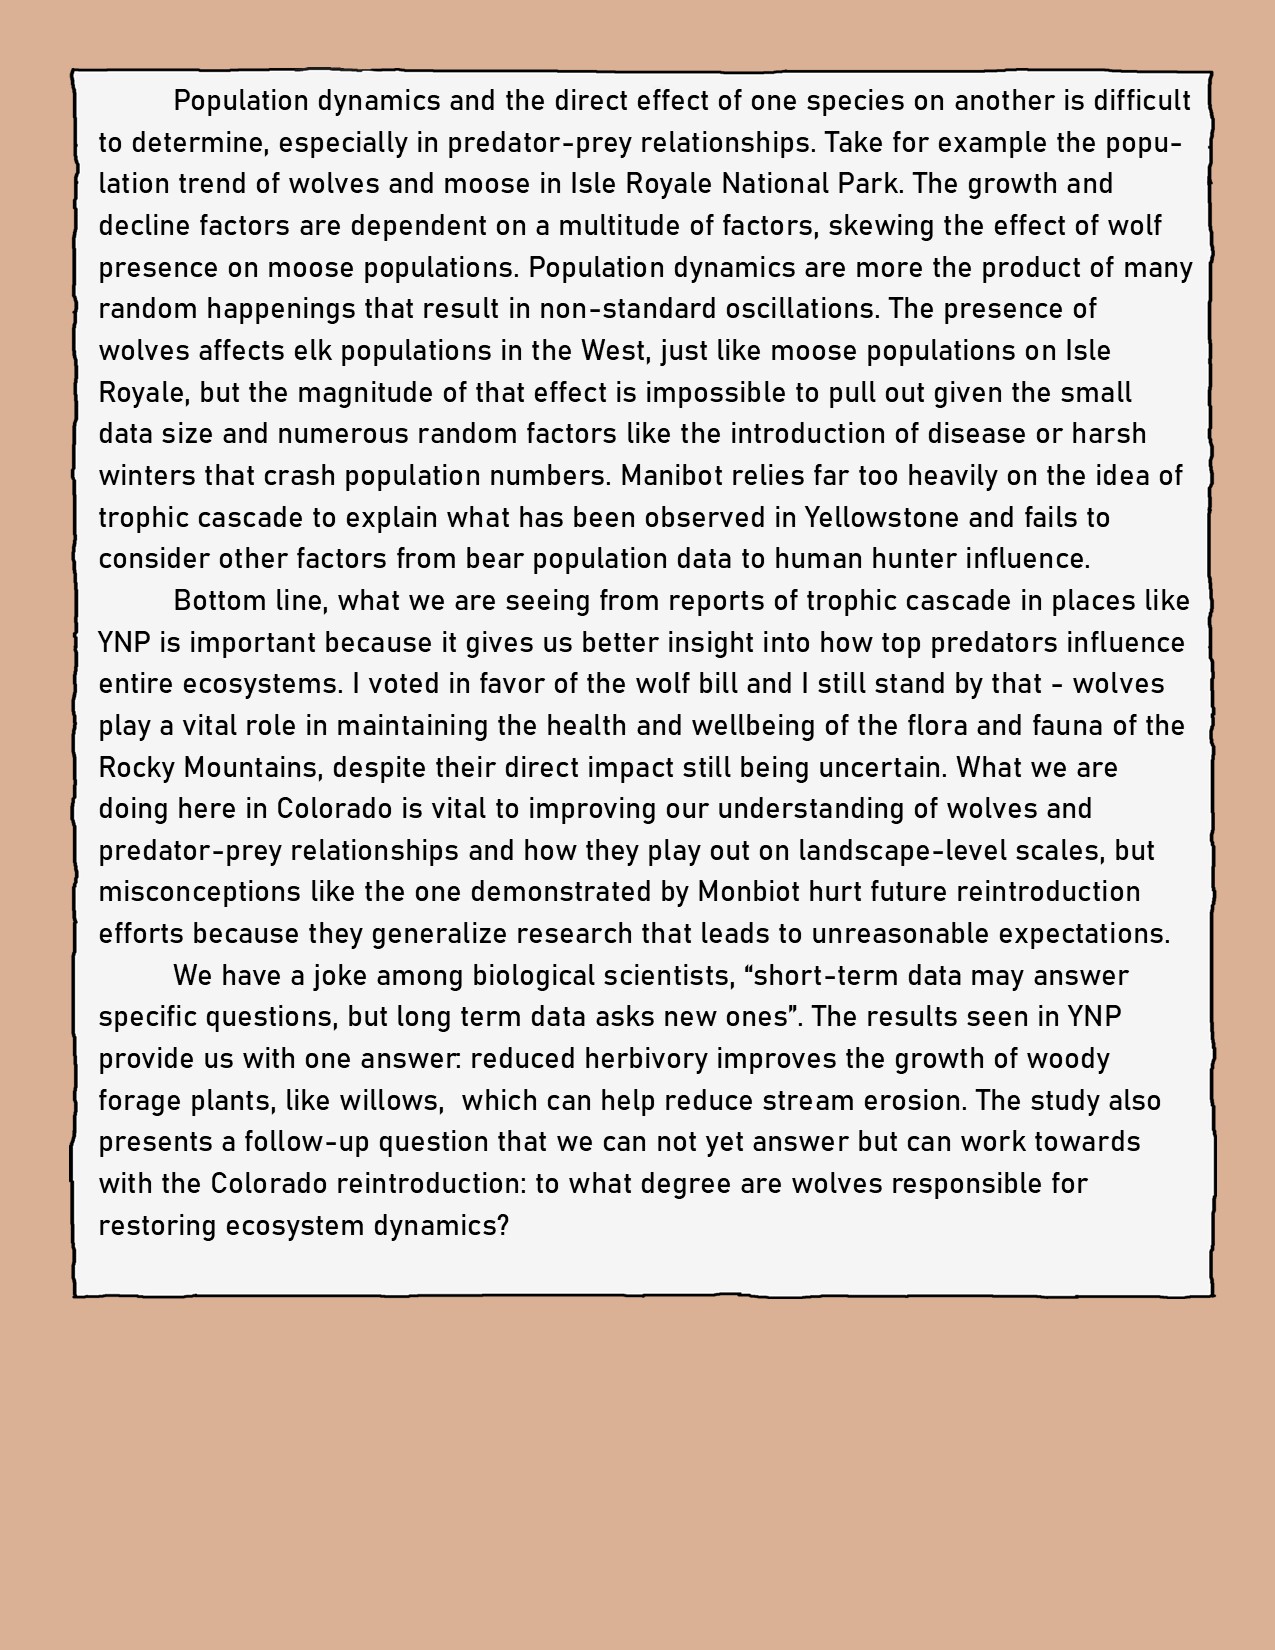 Population dynamics and the direct effect of one species on another is difficult
to determine, especially in predator-prey relationships. Take for example the popu-
lation trend of wolves and moose in Isle Royale National Park. The growth and
decline factors are dependent on a multitude of factors, skewing the effect of wolf
presence on moose populations. Population dynamics are more the product of many
random happenings that result in non-standard oscillations. The presence of
wolves affects elk populations in the West, just like moose populations on Isle
Royale, but the magnitude of that effect is impossible to pull out given the small
data size and numerous random factors like the introduction of disease or harsh
winters that crash population numbers. Manibot relies far too heavily on the idea of
trophic cascade to explain what has been observed in Yellowstone and fails to
consider other factors from bear population data to human hunter influence.
Bottom line, what we are seeing from reports of trophic cascade in places like
YNP is important because it gives us better insight into how top predators influence
entire ecosystems. I voted in favor of the wolf bill and I still stand by that - wolves
play a vital role in maintaining the health and wellbeing of the flora and fauna of the
Rocky Mountains, despite their direct impact still being uncertain. What we are
doing here in Colorado is vital to improving our understanding of wolves and
predator-prey relationships and how they play out on landscape-level scales, but
misconceptions like the one demonstrated by Monbiot hurt future reintroduction
efforts because they generalize research that leads to unreasonable expectations.
We have a joke among biological scientists, “short-term data may answer
specific questions, but long term data asks new ones”. The results seen in YNP
provide us with one answer: reduced herbivory improves the growth of woody
forage plants, like willows,  which can help reduce stream erosion. The study also
presents a follow-up question that we can not yet answer but can work towards
with the Colorado reintroduction: to what degree are wolves responsible for
restoring ecosystem dynamics?